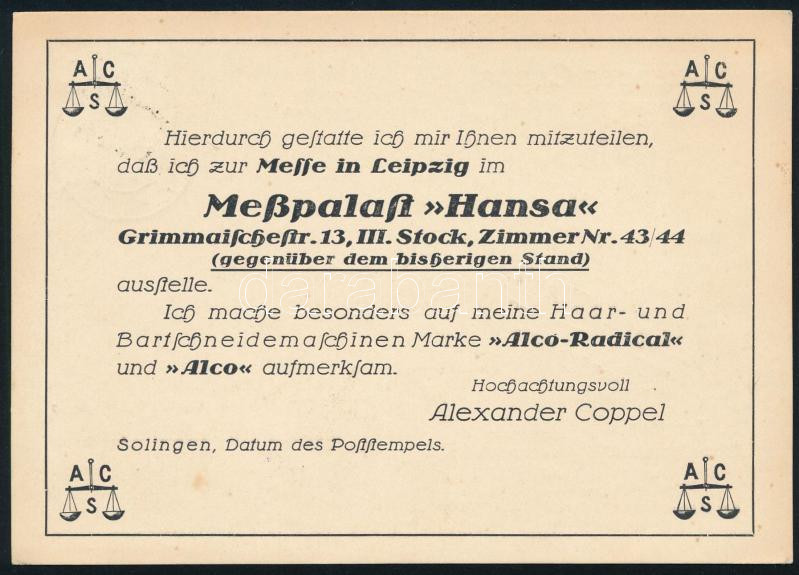 A C
S
A C
S
Hierdurch geſtatte ich mir Ihnen mitzuteilen,
daß ich zur Meſſe in Leipzig im
Meßpalaſt »Hansa«
Grimmaiſcheſtr. 13, III. Stock, Zimmer Nr. 43/44
(gegenüber dem bisherigen Stand)
ausſtelle.
Ich mache besonders auf meine Haar- und
Bartſchneidemaſchinen Marke »Alco-Radical«
und »Alco« aufmerkſam.
Hochachtungsvoll
Alexander Coppel
Solingen, Datum des Poſtſtempels.
A C
S
A C
S
darabanth